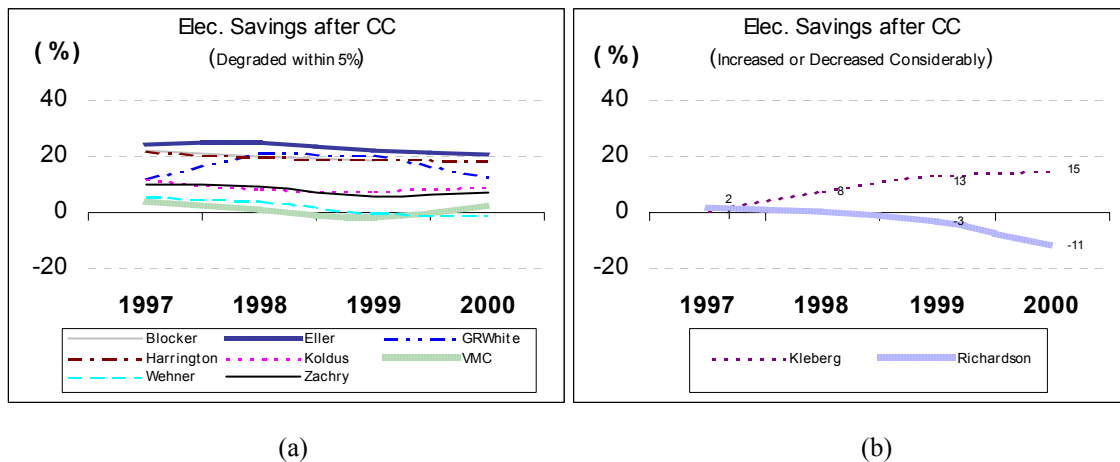 Elec. Savings after CC
(Degraded within 5%)
( %)
40
20
0
-20
1997 1998 1999 2000
Blocker Eller GRWhite
Harrington Koldus VMC
Wehner Zachry
(a)
Elec. Savings after CC
(Increased or Decreased Considerably)
( %)
40
20
0
-20
2
8
13
15
1
-3
-11
1997 1998 1999 2000
Kleberg Richardson
(b)